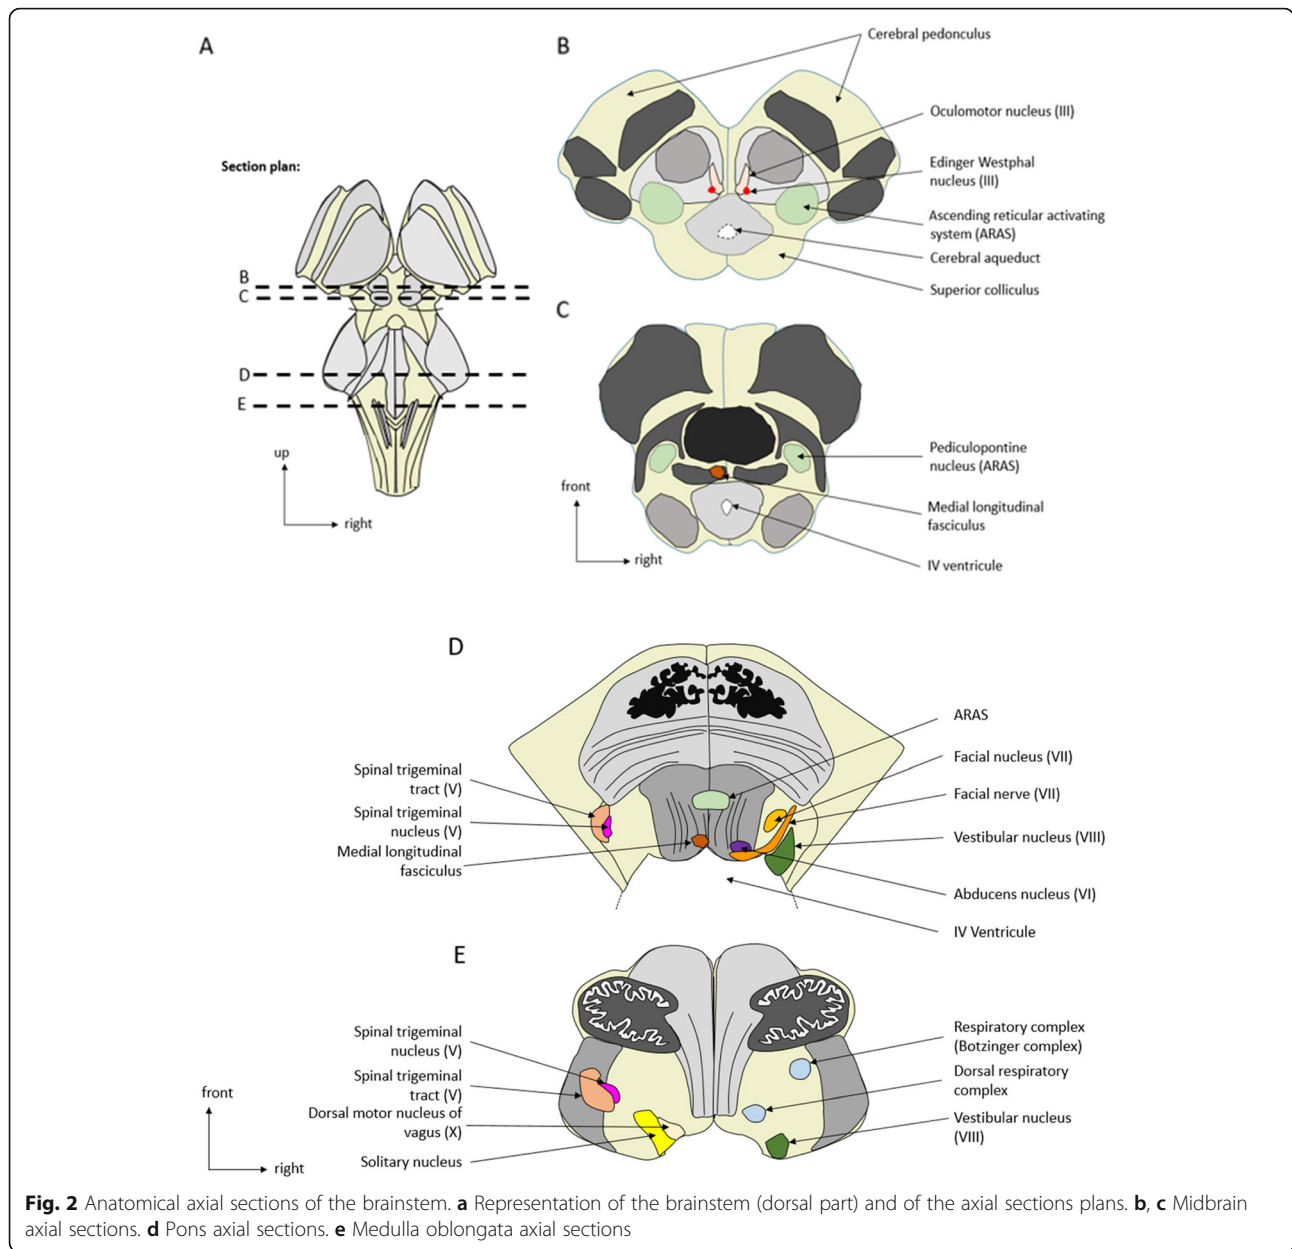 A
Section plan:
B
C
D
E
up
right
B
Cerebral pedonculus
Oculomotor nucleus (III)
Edinger Westphal
nucleus (III)
Ascending reticular activating
system (ARAS)
Cerebral aqueduct
Superior colliculus
C
Pediculopontine
nucleus (ARAS)
Medial longitudinal
fasciculus
IV ventricule
front
right
D
Spinal trigeminal
tract (V)
Spinal trigeminal
nucleus (V)
Medial longitudinal
fasciculus
ARAS
Facial nucleus (VII)
Facial nerve (VII)
Vestibular nucleus (VIII)
Abducens nucleus (VI)
IV Ventricule
E
Spinal trigeminal
nucleus (V)
Spinal trigeminal
tract (V)
Dorsal motor nucleus of
vagus (X)
Solitary nucleus
Respiratory complex
(Botzinger complex)
Dorsal respiratory
complex
Vestibular nucleus
(VIII)
front
right
Fig. 2 Anatomical axial sections of the brainstem. a Representation of the brainstem (dorsal part) and of the axial sections plans. b, c Midbrain
axial sections. d Pons axial sections. e Medulla oblongata axial sections